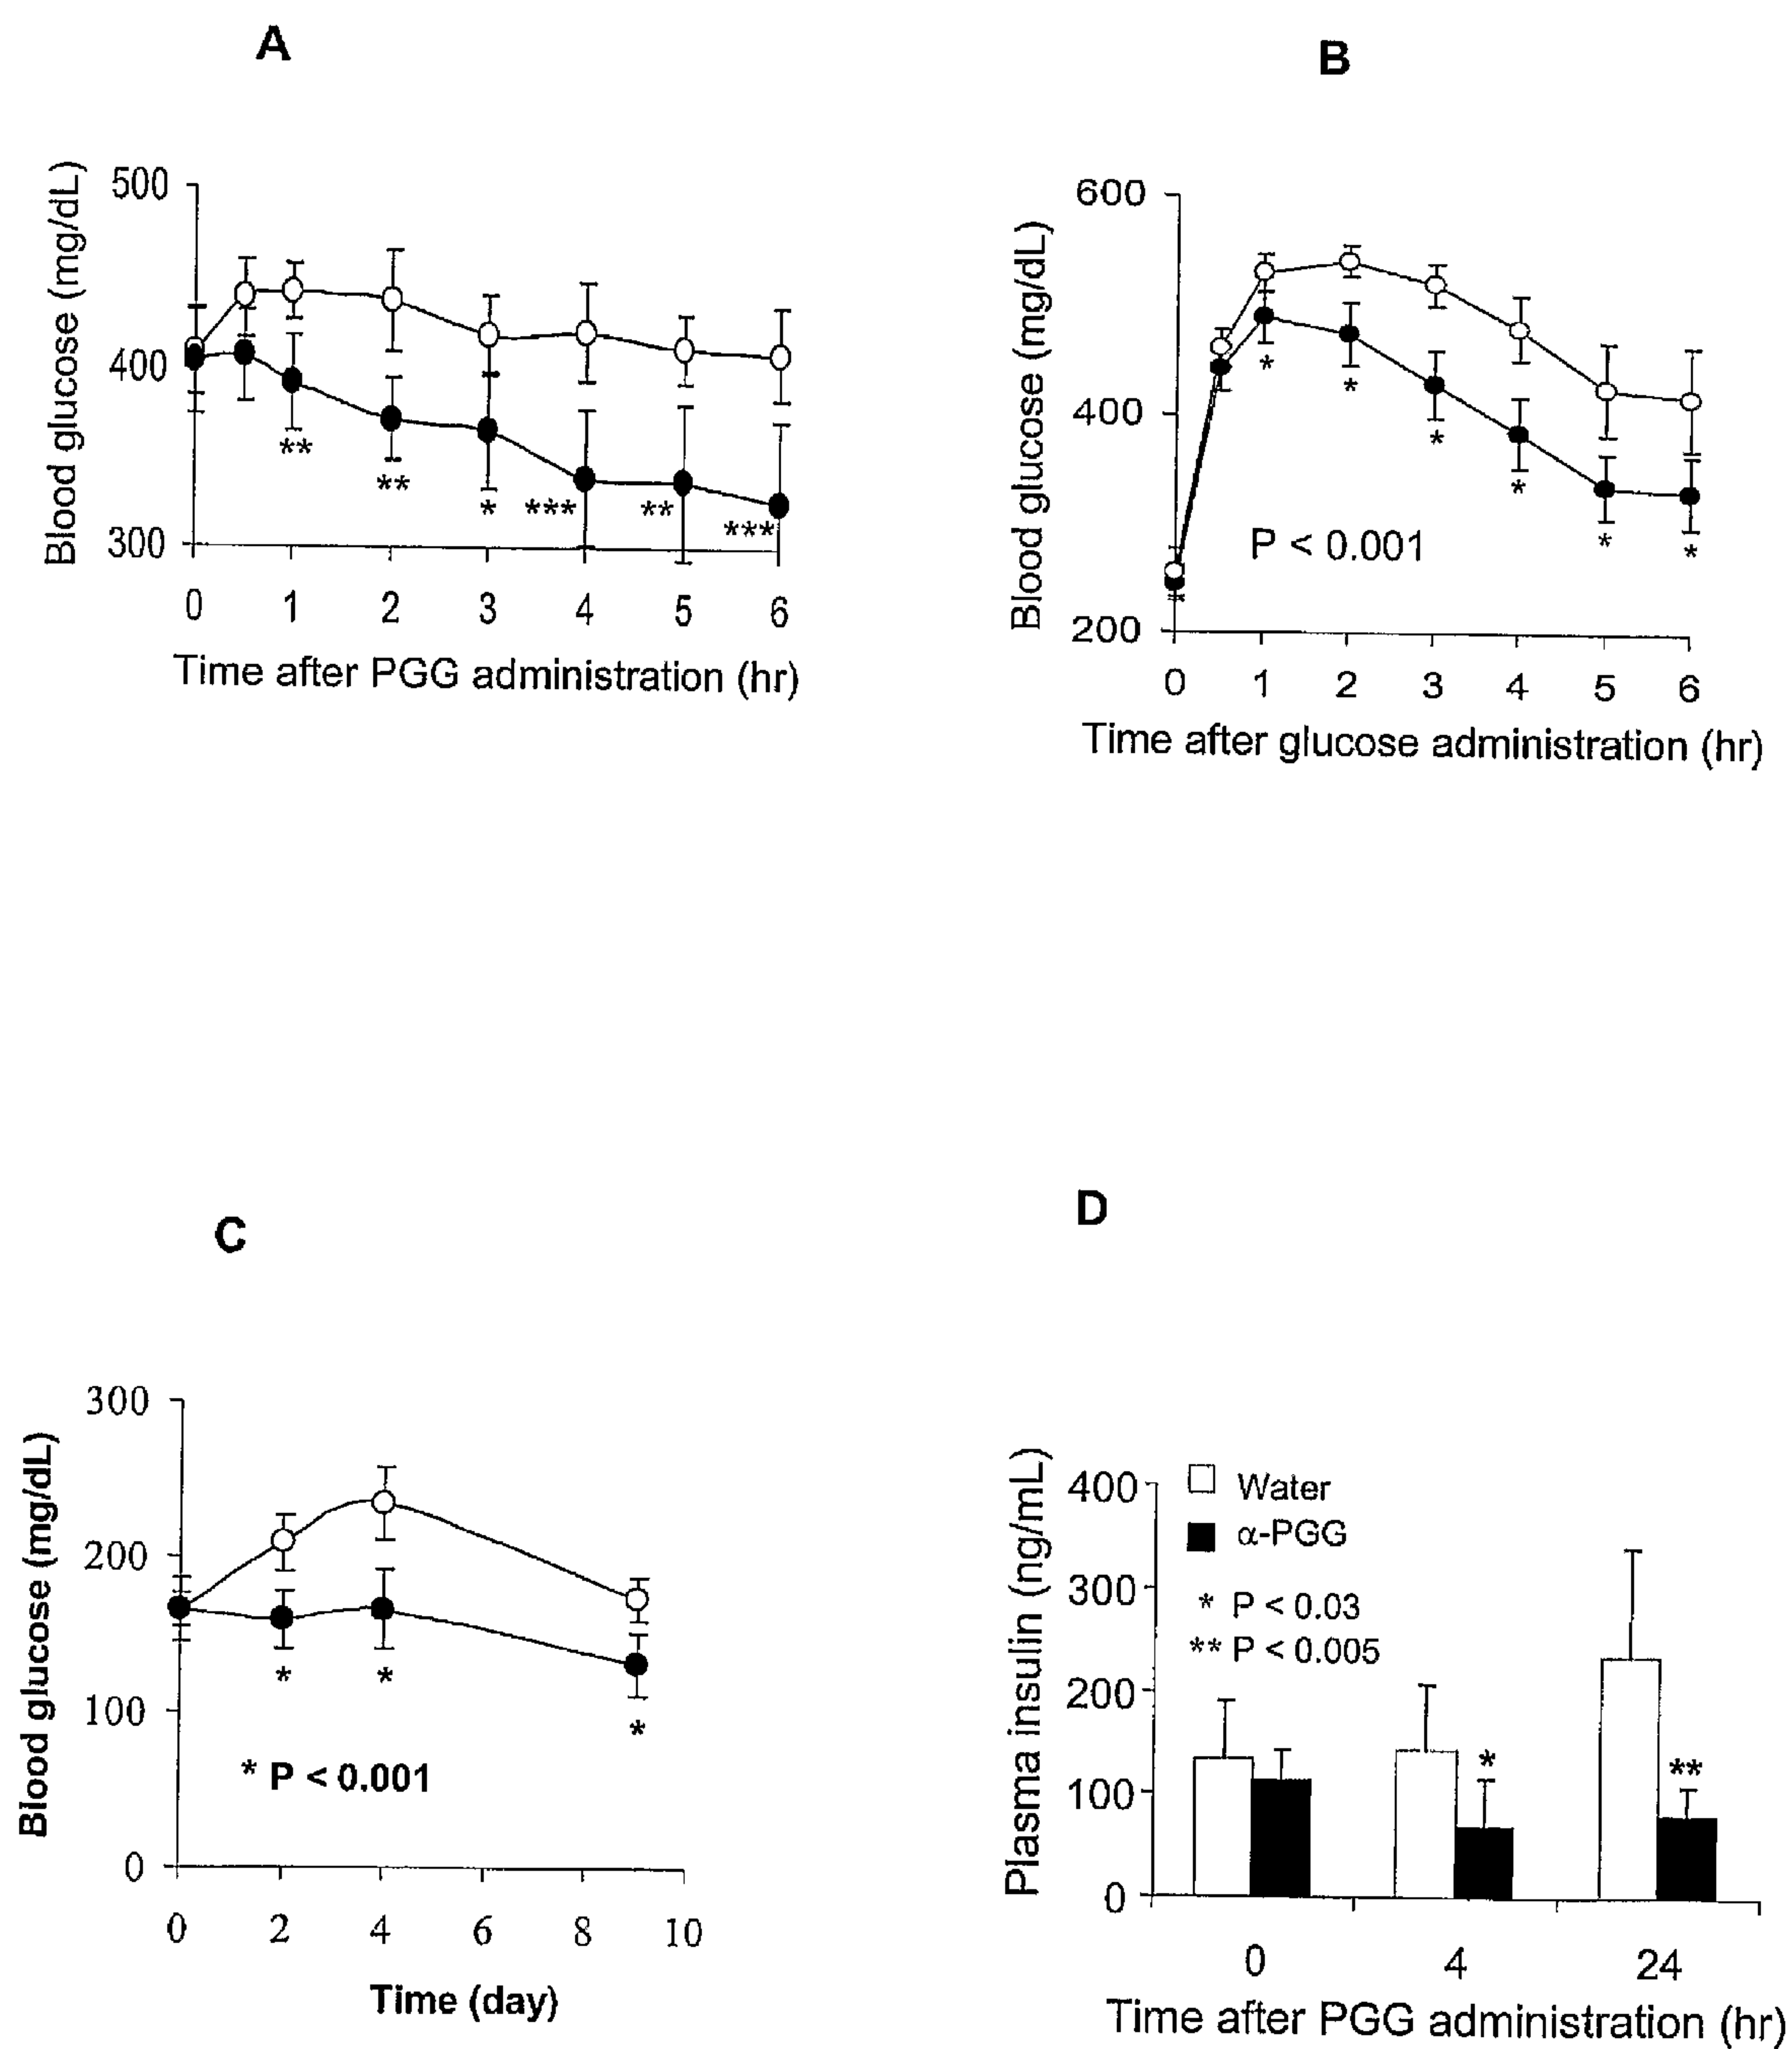 A
Blood glucose (mg/dL)
500
400
300
**
**
*
***
**
***
0 1 2 3 4 5 6
Time after PGG administration (hr)
B
Blood glucose (mg/dL)
600
400
200
*
*
*
*
*
*
P < 0.001
0 1 2 3 4 5 6
Time after glucose administration (hr)
C
Blood glucose (mg/dL)
300
200
100
0
*
*
*
* P < 0.001
0 2 4 6 8 10
Time (day)
D
Plasma insulin (ng/mL)
400
300
200
100
0
Water
α-PGG
* P < 0.03
** P < 0.005
*
**
0 4 24
Time after PGG administration (hr)